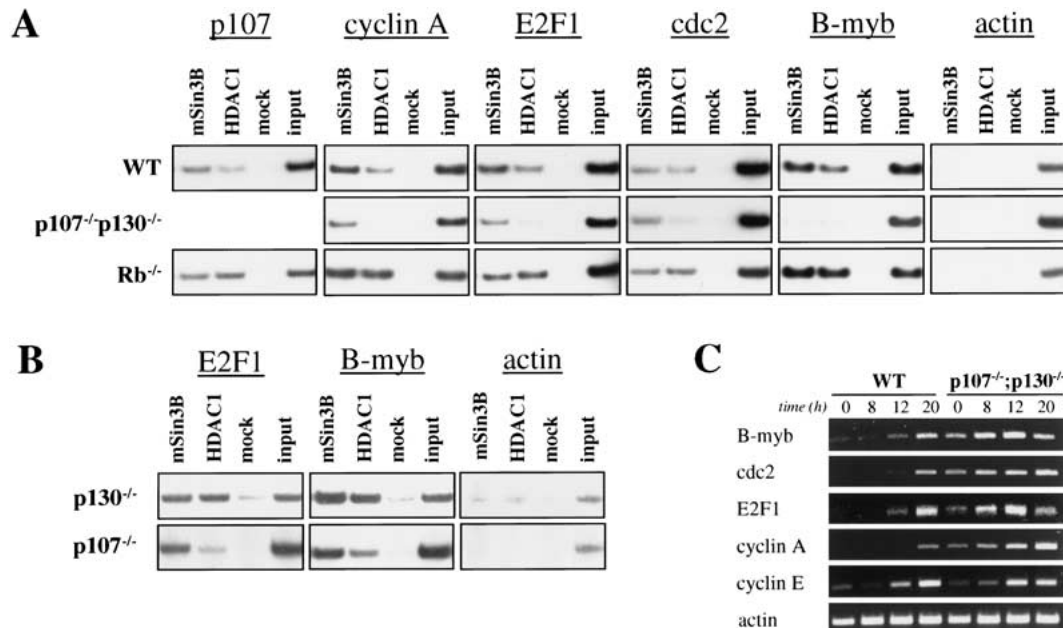 A
p107 cyclin A E2F1 cdc2 B-myb actin
mSin3B HDAC1 mock input mSin3B HDAC1 mock input mSin3B HDAC1 mock input mSin3B HDAC1 mock input mSin3B HDAC1 mock input mSin3B HDAC1 mock input
WT
p107-/-p130-/-
Rb-/-
B
E2F1 B-myb actin
mSin3B HDAC1 mock input mSin3B HDAC1 mock input mSin3B HDAC1 mock input
p130-/-
p107-/-
C
WT p107-/-;p130-/-
time (h) 0 8 12 20 0 8 12 20
B-myb
cdc2
E2F1
cyclin A
cyclin E
actin